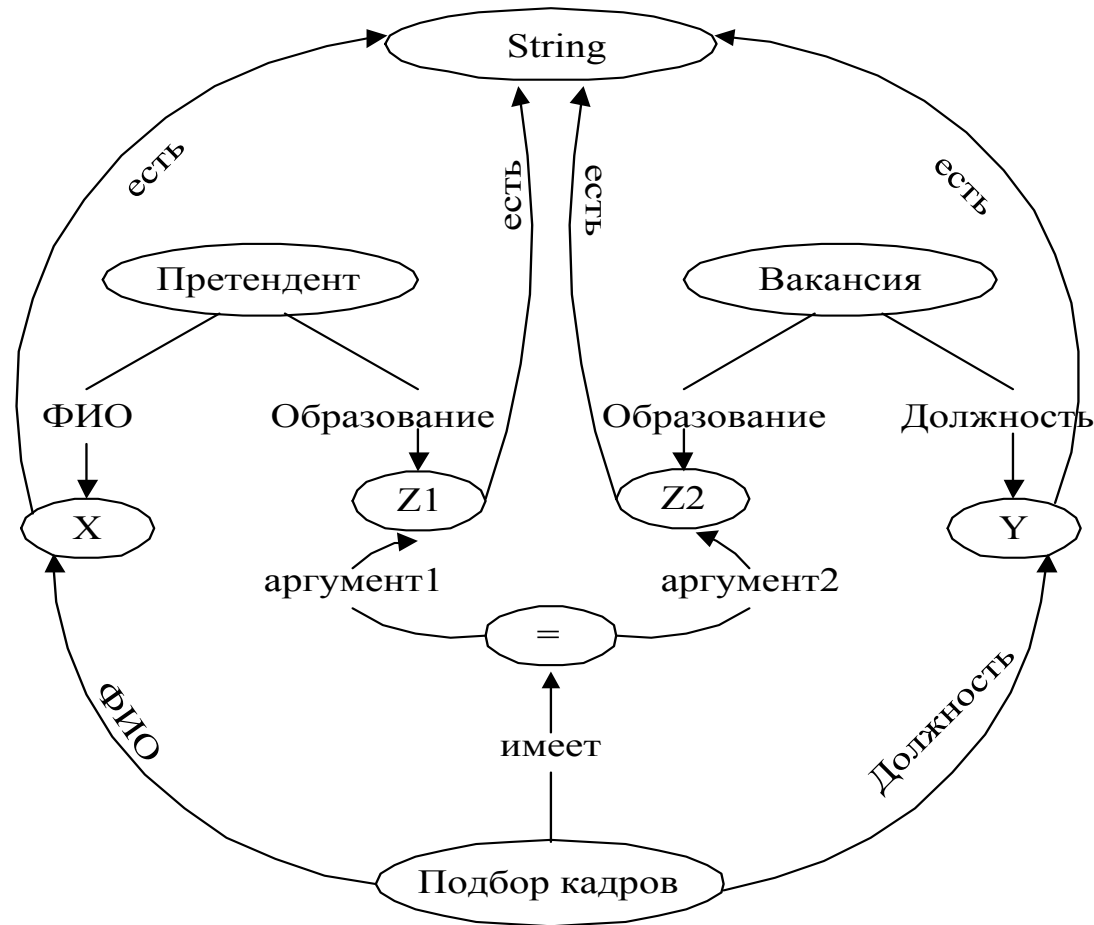 String
есть
есть
есть
есть
Претендент
Вакансия
ФИО
Образование
Образование
Должность
X
Z1
Z2
Y
аргумент1
аргумент2
=
ФИО
имеет
Должность
Подбор кадров